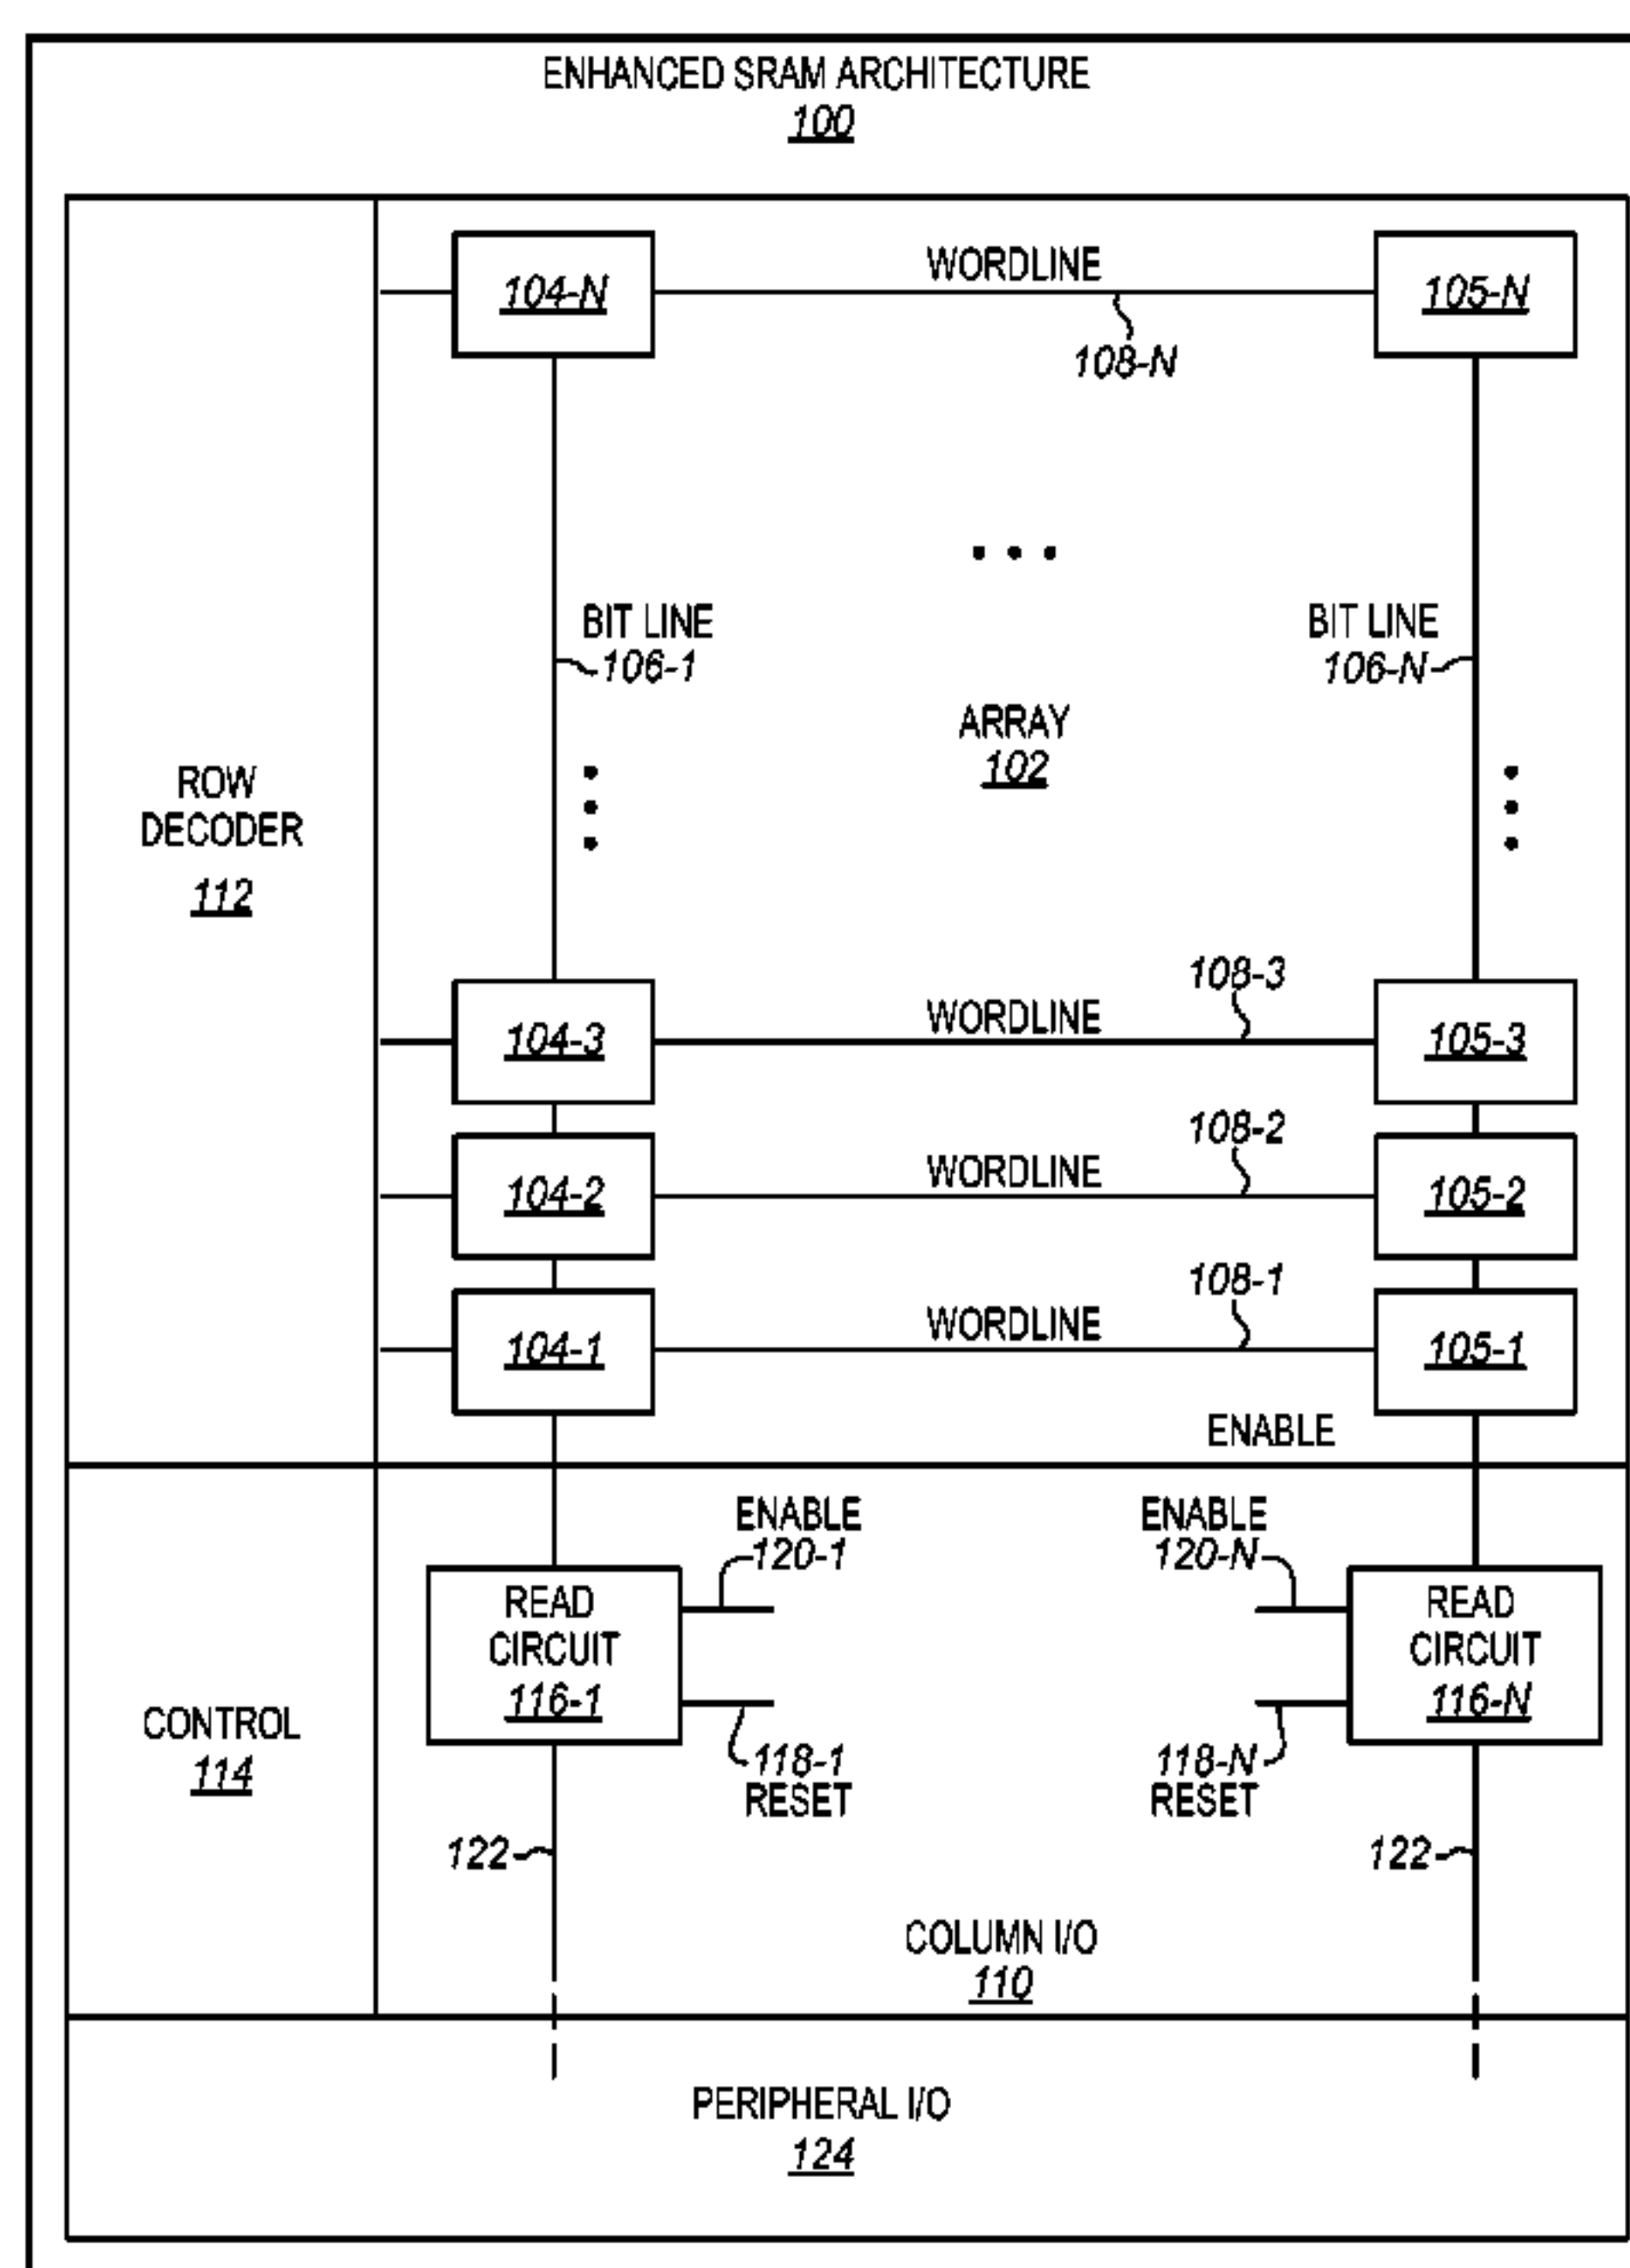 ENHANCED SRAM ARCHITECTURE
100
104-N
WORDLINE
108-N
105-N
BIT LINE
106-1
BIT LINE
106-N
ARRAY
102
ROW
DECODER
112
104-3
WORDLINE
108-3
105-3
104-2
WORDLINE
108-2
105-2
104-1
WORDLINE
108-1
105-1
ENABLE
ENABLE
120-1
ENABLE
120-N
READ
CIRCUIT
116-1
READ
CIRCUIT
116-N
CONTROL
114
118-1
RESET
118-N
RESET
122
122
COLUMN I/O
110
PERIPHERAL I/O
124